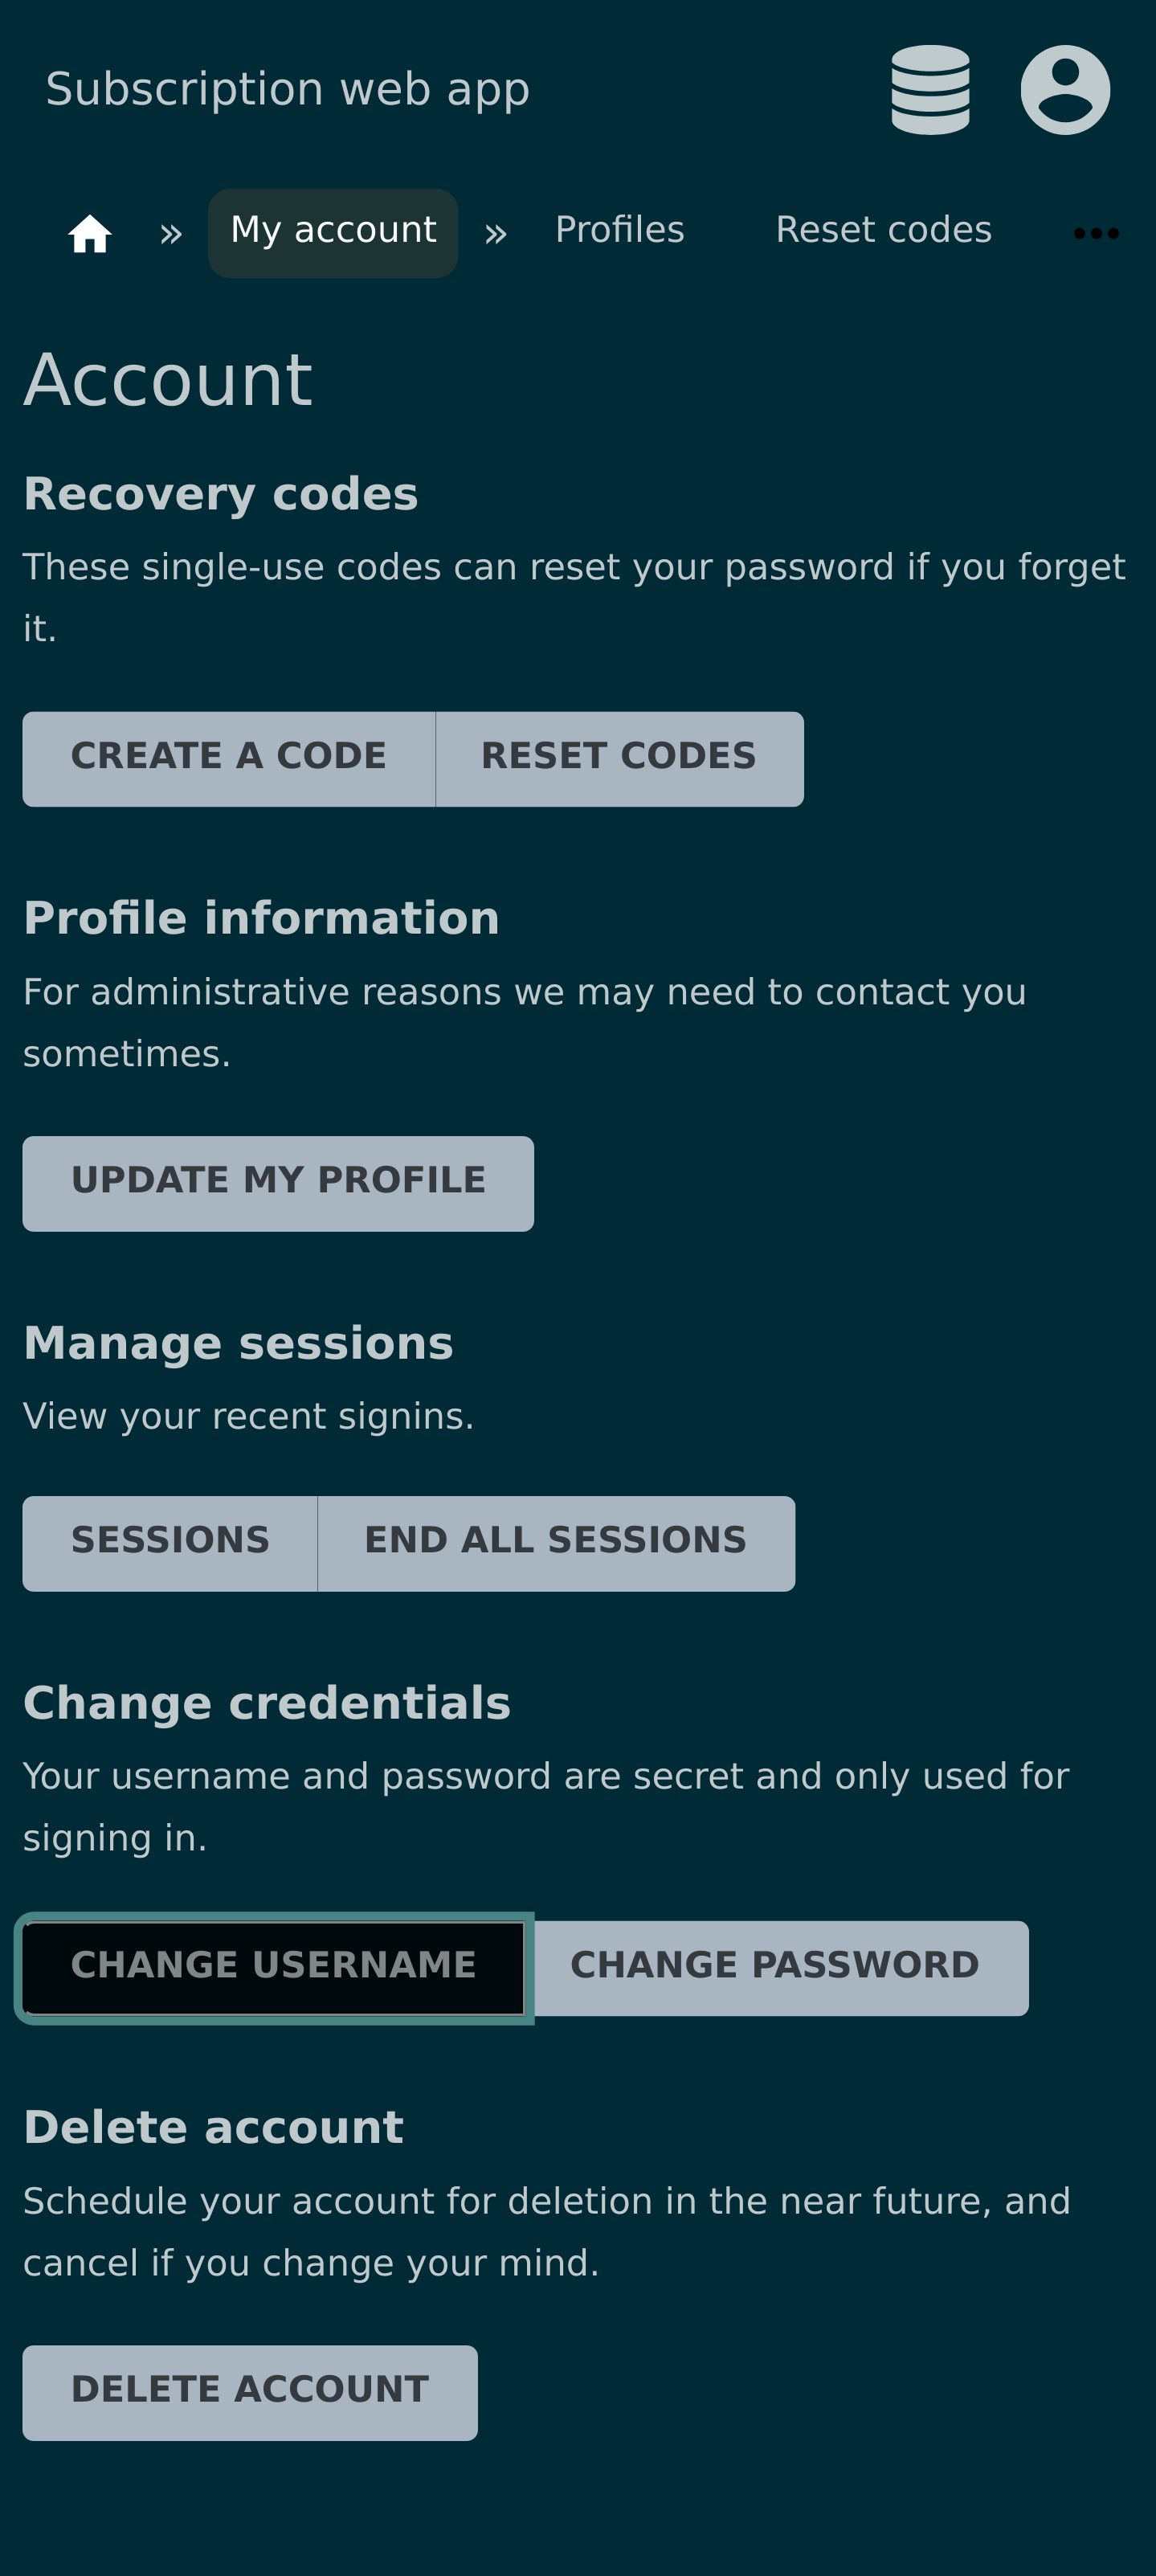 Subscription web app
» My account » Profiles Reset codes •••
Account
Recovery codes
These single-use codes can reset your password if you forget
it.
CREATE A CODE RESET CODES
Profile information
For administrative reasons we may need to contact you
sometimes.
UPDATE MY PROFILE
Manage sessions
View your recent signins.
SESSIONS END ALL SESSIONS
Change credentials
Your username and password are secret and only used for
signing in.
CHANGE USERNAME CHANGE PASSWORD
Delete account
Schedule your account for deletion in the near future, and
cancel if you change your mind.
DELETE ACCOUNT